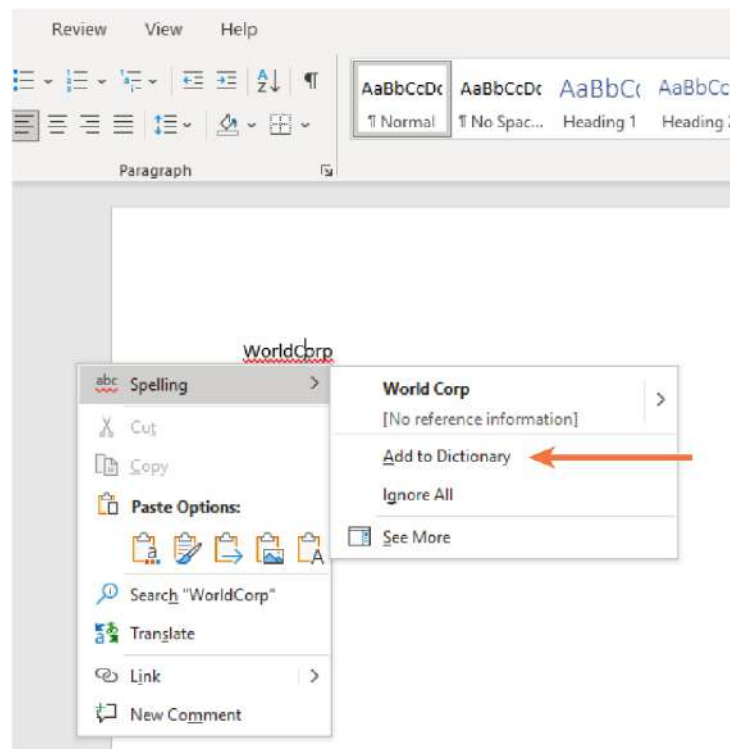 Review View Help
AaBbCcDc AaBbCcDc AaBbC( AaBbCc
¶ Normal ¶ No Spac... Heading 1 Heading 2
Paragraph
WorldCorp
abc Spelling
Cut
Copy
Paste Options:
Search "WorldCorp"
Translate
Link
New Comment
World Corp
[No reference information]
Add to Dictionary
Ignore All
See More